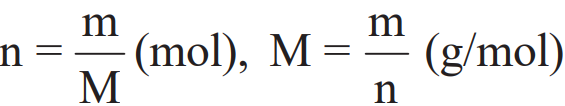 n = m/M (mol), M = m/n (g/mol)